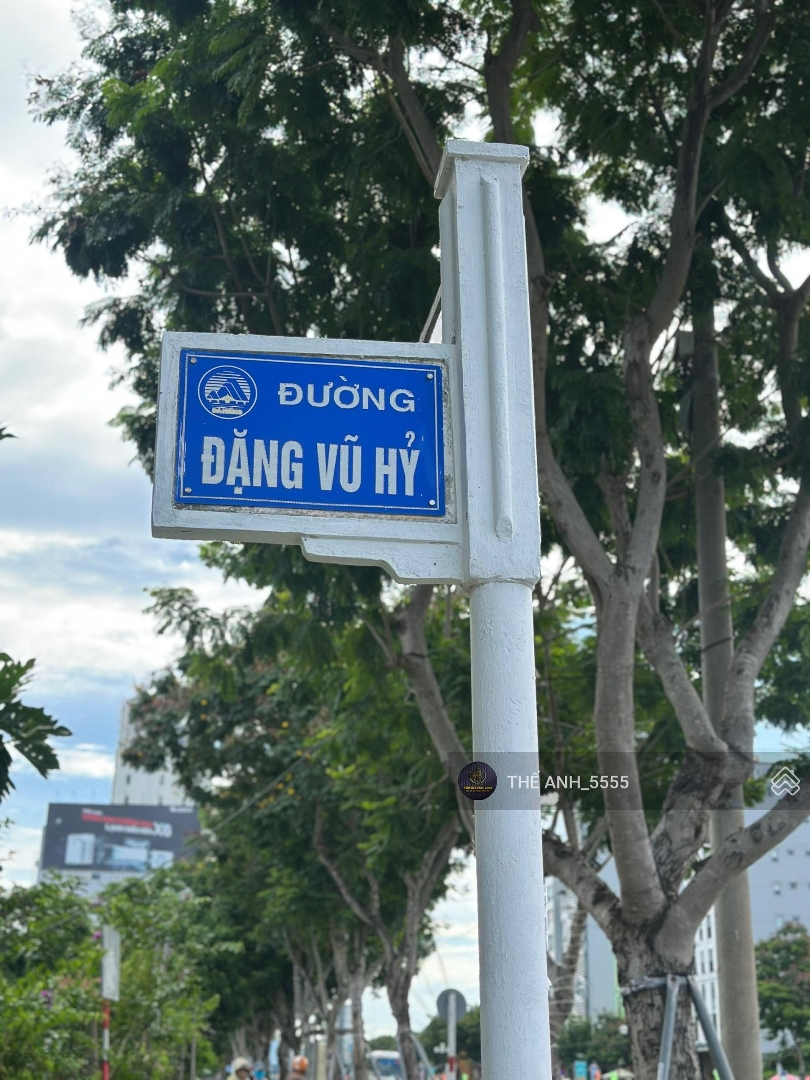 ĐƯỜNG
ĐẶNG VŨ HỶ
THẾ ANH_5555